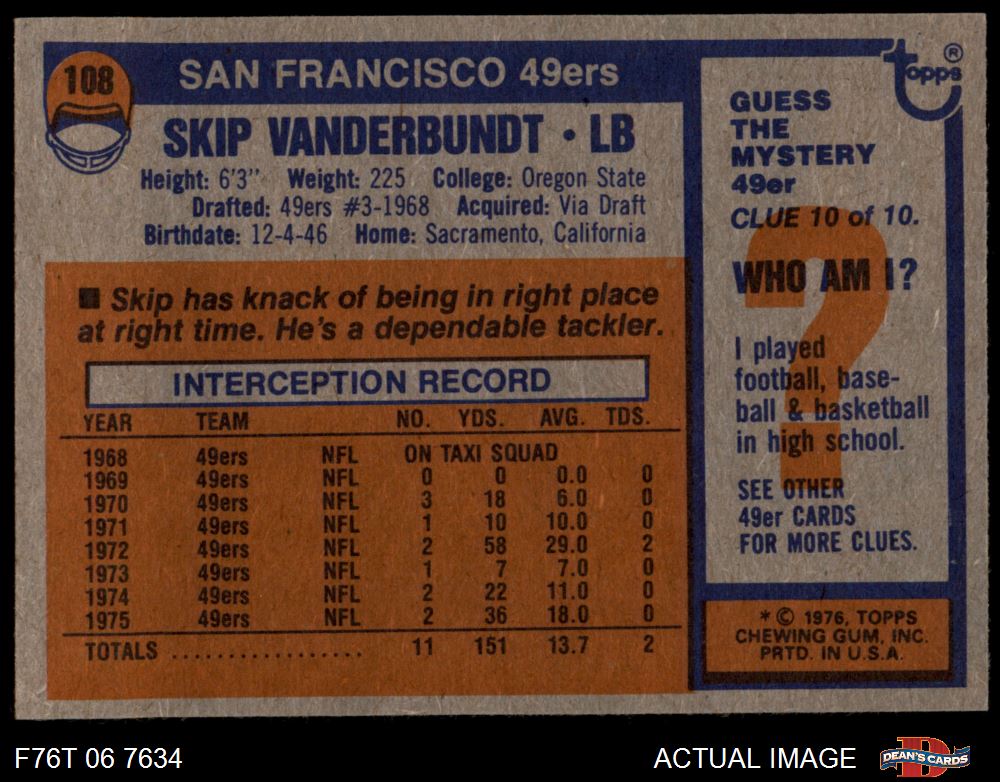 108
SAN FRANCISCO 49ers
SKIP VANDERBUNDT • LB
Height: 6'3" Weight: 225 College: Oregon State
Drafted: 49ers #3-1968 Acquired: Via Draft
Birthdate: 12-4-46 Home: Sacramento, California
■ Skip has knack of being in right place
at right time. He's a dependable tackler.
INTERCEPTION RECORD
YEAR TEAM NO. YDS. AVG. TDS.
1968 49ers NFL ON TAXI SQUAD
1969 49ers NFL 0 0 0.0 0
1970 49ers NFL 3 18 6.0 0
1971 49ers NFL 1 10 10.0 0
1972 49ers NFL 2 58 29.0 2
1973 49ers NFL 1 7 7.0 0
1974 49ers NFL 2 22 11.0 0
1975 49ers NFL 2 36 18.0 0
TOTALS .................. 11 151 13.7 2
topps®
GUESS
THE
MYSTERY
49er
CLUE 10 of 10.
WHO AM I?
?
I played
football, base-
ball & basketball
in high school.
SEE OTHER
49er CARDS
FOR MORE CLUES.
* © 1976, TOPPS
CHEWING GUM, INC.
PRTD. IN U.S.A.
F76T 06 7634
ACTUAL IMAGE
DEAN'S CARDS